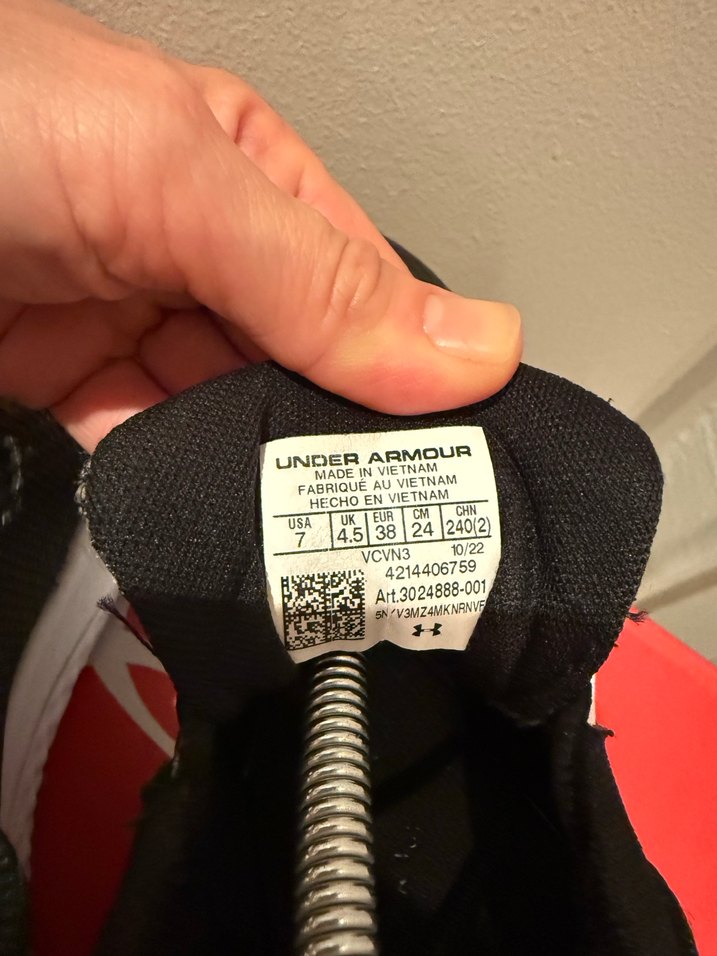 UNDER ARMOUR
MADE IN VIETNAM
FABRIQUÉ AU VIETNAM
HECHO EN VIETNAM
USA UK EUR CM CHN
7 4.5 38 24 240(2)
VCVN3 10/22
4214406759
Art.3024888-001